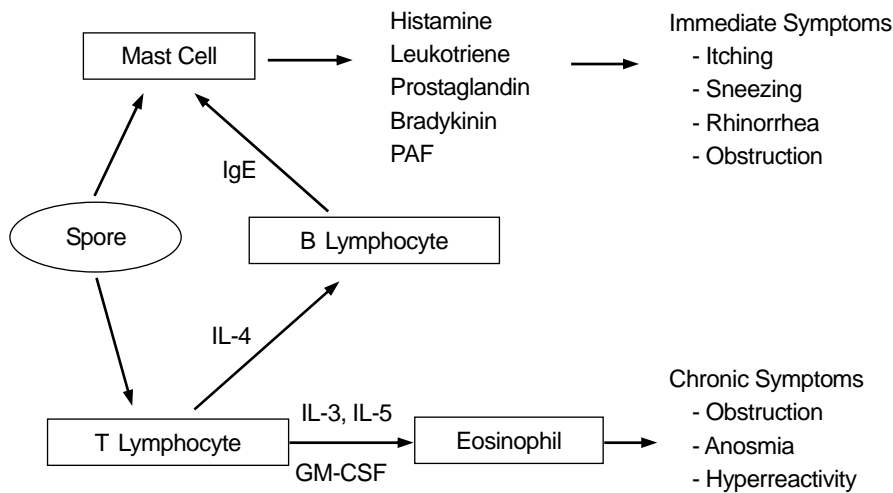 Mast Cell
Histamine
Leukotriene
Prostaglandin
Bradykinin
PAF
Immediate Symptoms
- Itching
- Sneezing
- Rhinorrhea
- Obstruction
IgE
Spore
B Lymphocyte
IL-4
T Lymphocyte
IL-3, IL-5
GM-CSF
Eosinophil
Chronic Symptoms
- Obstruction
- Anosmia
- Hyperreactivity